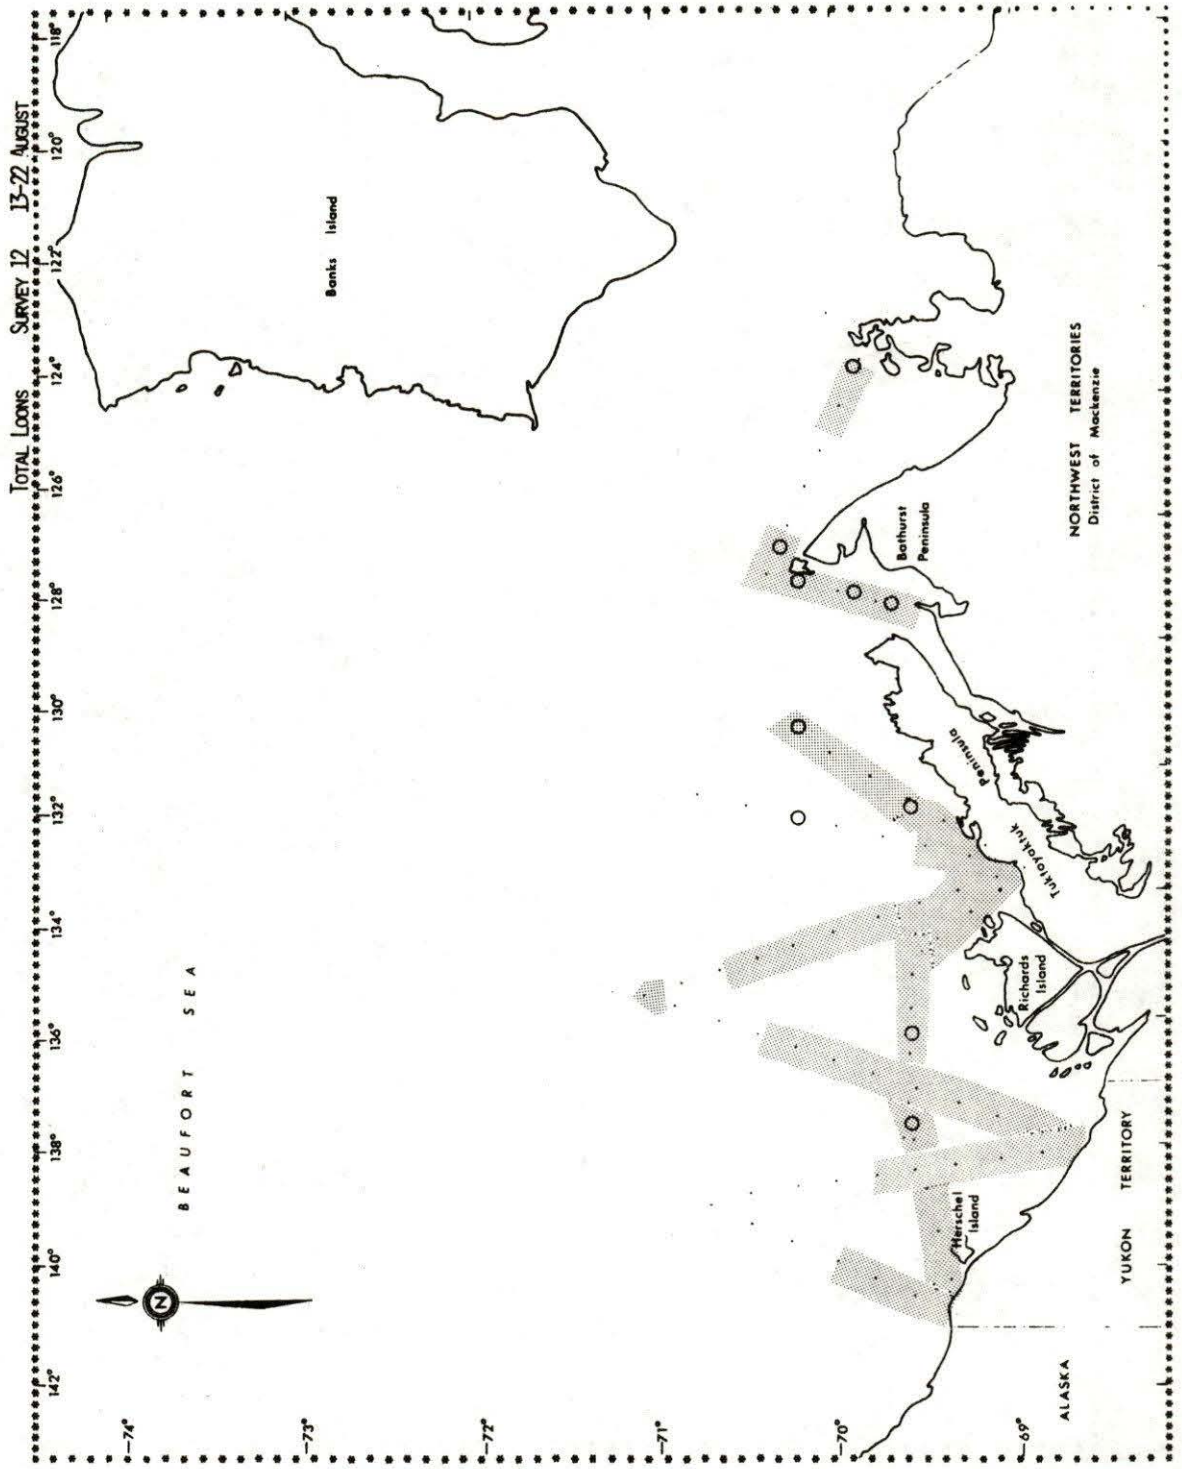 TOTAL LOONS SURVEY 12 13-22 AUGUST
142° 140° 138° 136° 134° 132° 130° 128° 126° 124° 122° 120° 118°
-74°
-73°
-72°
-71°
-70°
-69°
BEAUFORT SEA
N
Banks Island
Bathurst
Peninsula
Tuktoyaktuk Peninsula
Richards
Island
Herschel
Island
NORTHWEST TERRITORIES
District of Mackenzie
YUKON TERRITORY
ALASKA